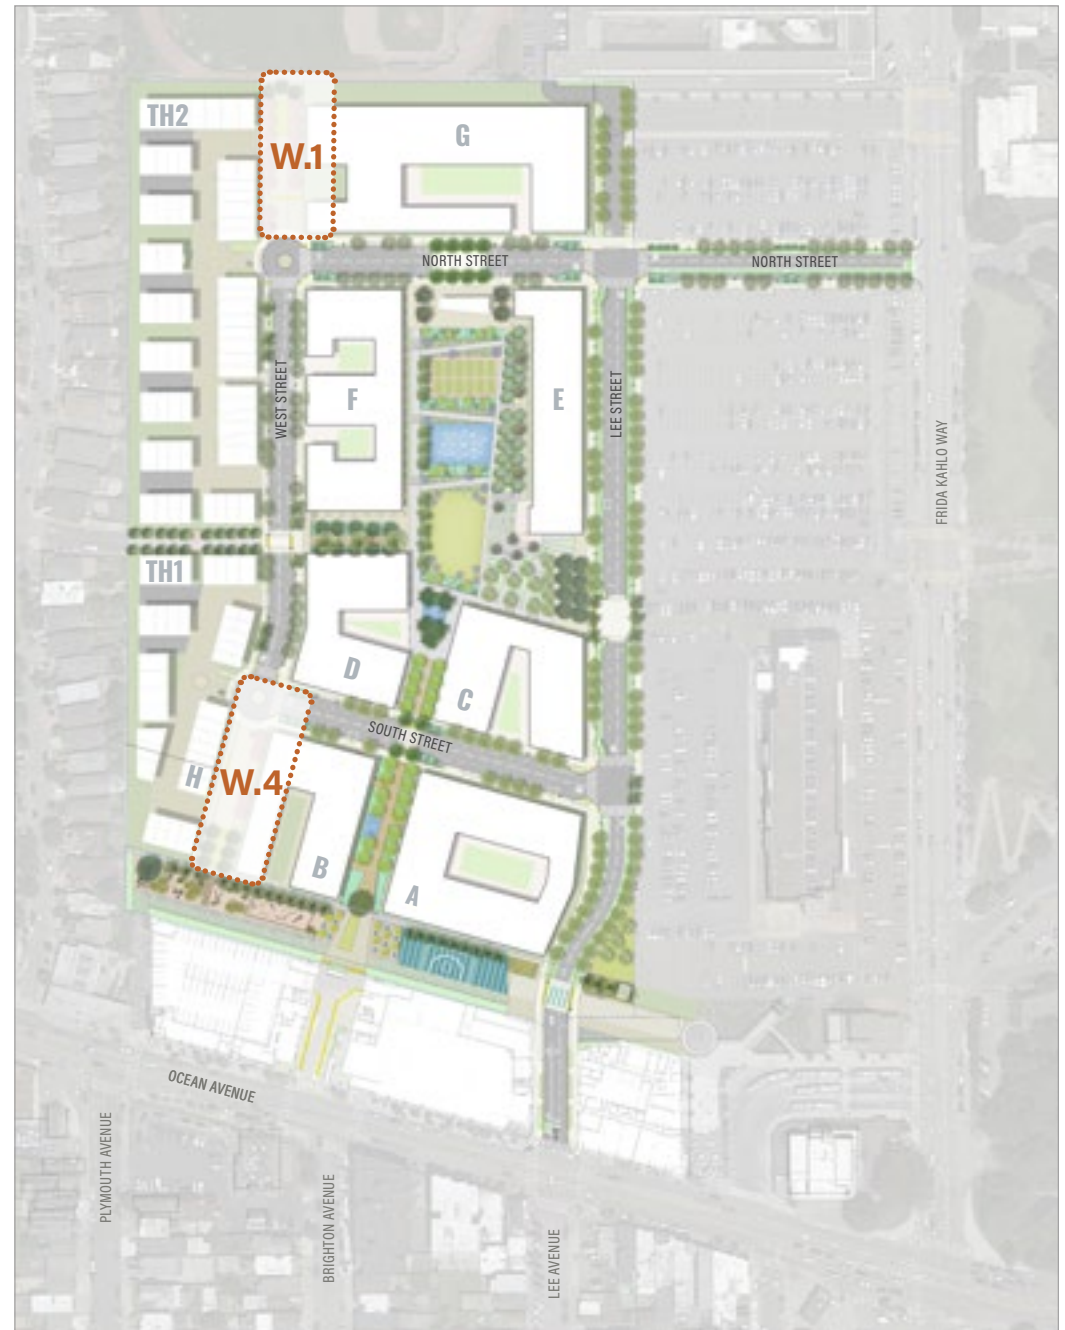 TH2
G
W.1
NORTH STREET
NORTH STREET
WEST STREET
F
E
LEE STREET
FRIDA KAHLO WAY
TH1
D
C
SOUTH STREET
H
W.4
B
A
OCEAN AVENUE
PLYMOUTH AVENUE
BRIGHTON AVENUE
LEE AVENUE